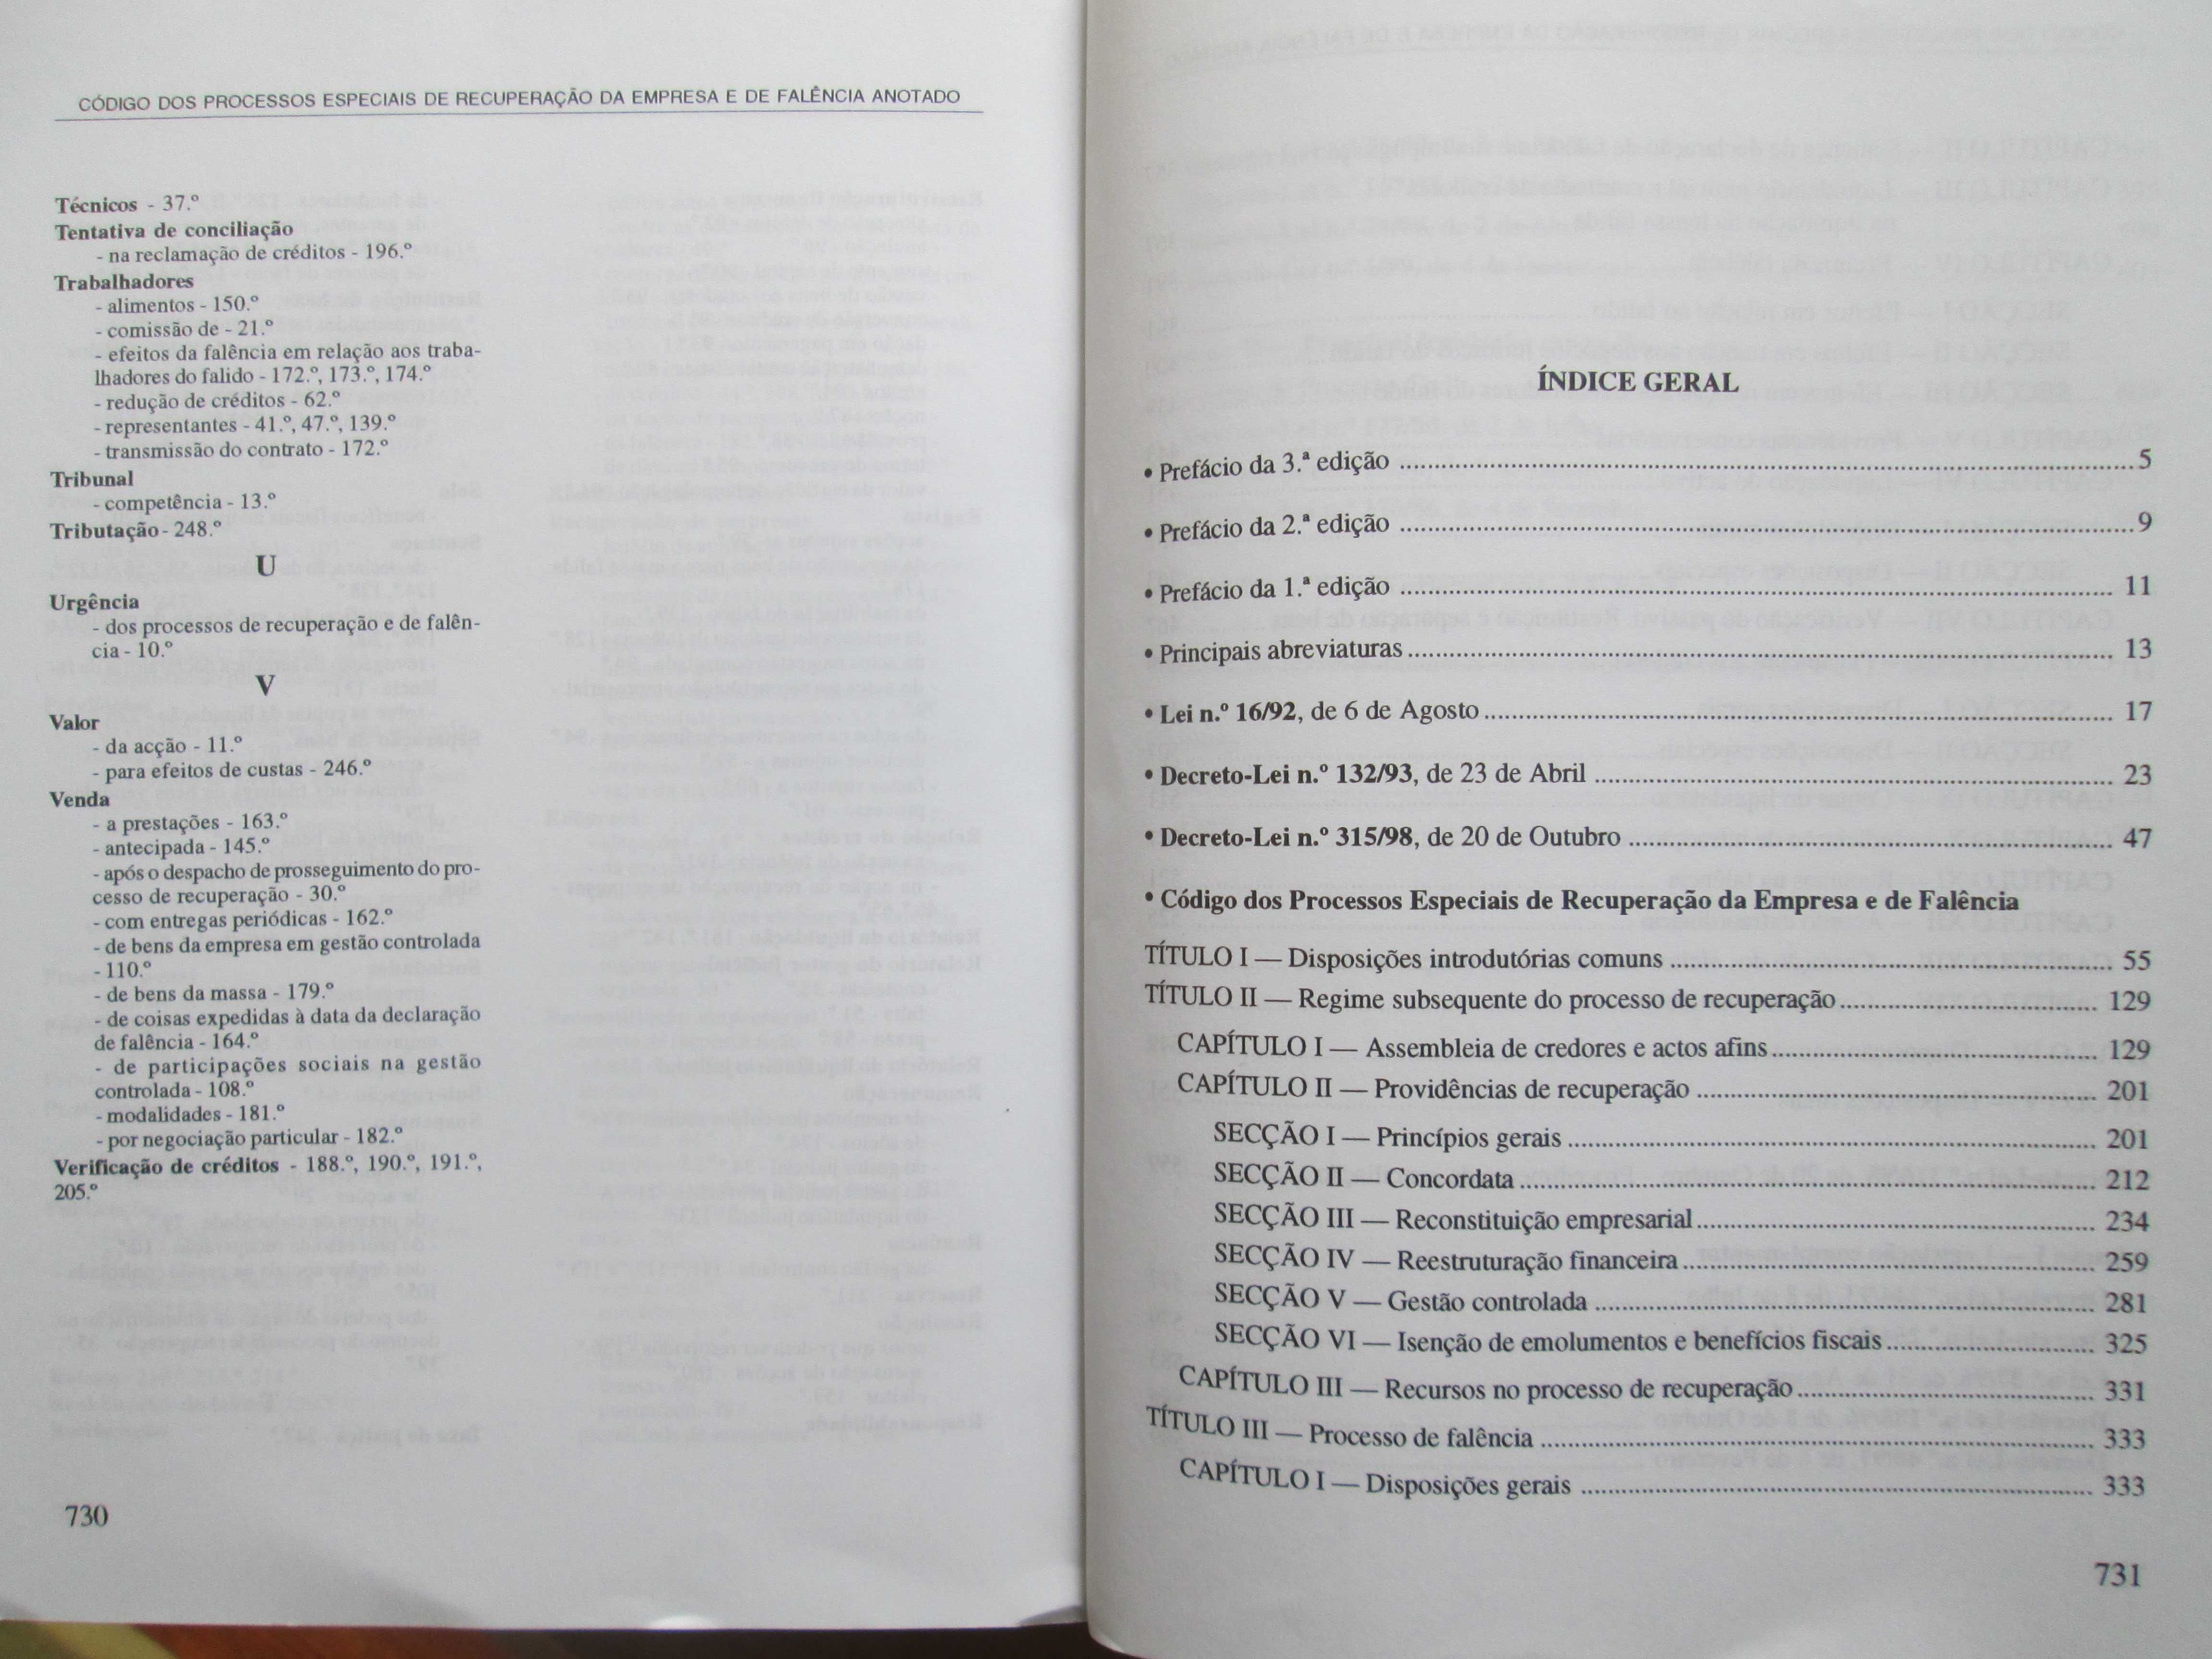 CÓDIGO DOS PROCESSOS ESPECIAIS DE RECUPERAÇÃO DA EMPRESA E DE FALÊNCIA ANOTADO
Técnicos - 37.º
Tentativa de conciliação
- na reclamação de créditos - 196.º
Trabalhadores
- alimentos - 150.º
- comissão de - 21.º
- efeitos da falência em relação aos traba-
lhadores do falido - 172.º, 173.º, 174.º
- redução de créditos - 62.º
- representantes - 41.º, 47.º, 139.º
- transmissão do contrato - 172.º
Tribunal
- competência - 13.º
Tributação - 248.º
U
Urgência
- dos processos de recuperação e de falên-
cia - 10.º
V
Valor
- da acção - 11.º
- para efeitos de custas - 246.º
Venda
- a prestações - 163.º
- antecipada - 145.º
- após o despacho de prosseguimento do pro-
cesso de recuperação - 30.º
- com entregas periódicas - 162.º
- de bens da empresa em gestão controlada
- 110.º
- de bens da massa - 179.º
- de coisas expedidas à data da declaração
de falência - 164.º
- de participações sociais na gestão
controlada - 108.º
- modalidades - 181.º
- por negociação particular - 182.º
Verificação de créditos - 188.º, 190.º, 191.º,
205.º
730
ÍNDICE GERAL
• Prefácio da 3.ª edição ........ 5
• Prefácio da 2.ª edição ........ 9
• Prefácio da 1.ª edição ........ 11
• Principais abreviaturas ........ 13
• Lei n.º 16/92, de 6 de Agosto ........ 17
• Decreto-Lei n.º 132/93, de 23 de Abril ........ 23
• Decreto-Lei n.º 315/98, de 20 de Outubro ........ 47
• Código dos Processos Especiais de Recuperação da Empresa e de Falência
TÍTULO I — Disposições introdutórias comuns ........ 55
TÍTULO II — Regime subsequente do processo de recuperação ........ 129
CAPÍTULO I — Assembleia de credores e actos afins ........ 129
CAPÍTULO II — Providências de recuperação ........ 201
SECÇÃO I — Princípios gerais ........ 201
SECÇÃO II — Concordata ........ 212
SECÇÃO III — Reconstituição empresarial ........ 234
SECÇÃO IV — Reestruturação financeira ........ 259
SECÇÃO V — Gestão controlada ........ 281
SECÇÃO VI — Isenção de emolumentos e benefícios fiscais ........ 325
CAPÍTULO III — Recursos no processo de recuperação ........ 331
TÍTULO III — Processo de falência ........ 333
CAPÍTULO I — Disposições gerais ........ 333
731